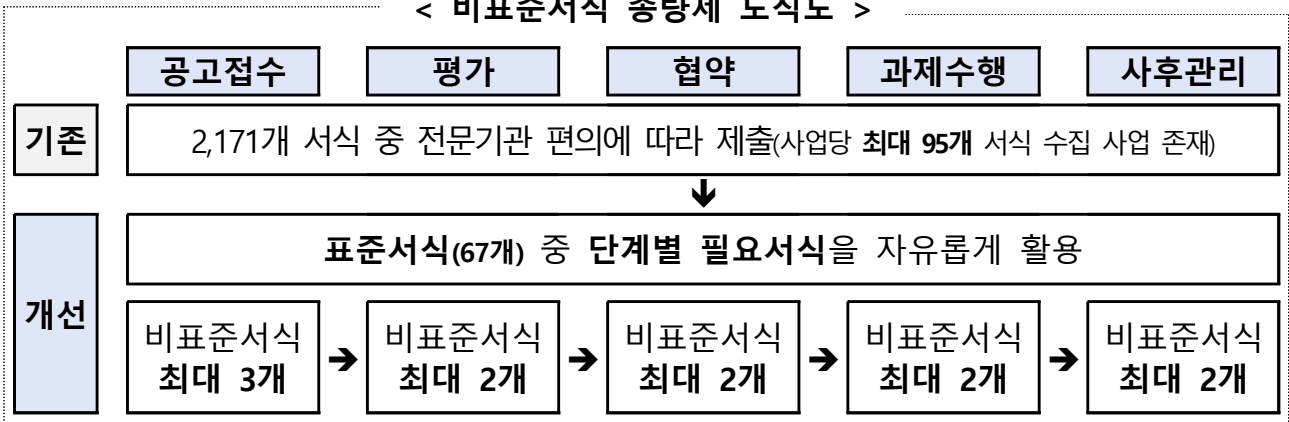 < 비표준서식 총량제 도식도 >
공고접수 평가 협약 과제수행 사후관리
기존 2,171개 서식 중 전문기관 편의에 따라 제출(사업당 최대 95개 서식 수집 사업 존재)
↓
표준서식(67개) 중 단계별 필요서식을 자유롭게 활용
개선
비표준서식 ➔ 비표준서식 ➔ 비표준서식 ➔ 비표준서식 ➔ 비표준서식
최대 3개 최대 2개 최대 2개 최대 2개 최대 2개